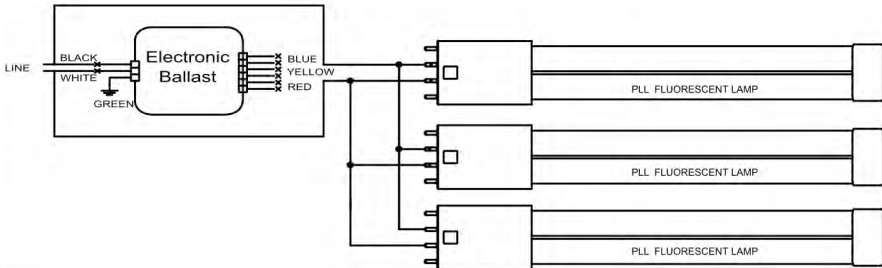 LINE
BLACK
WHITE
GREEN
Electronic
Ballast
BLUE
YELLOW
RED
PLL FLUORESCENT LAMP
PLL FLUORESCENT LAMP
PLL FLUORESCENT LAMP